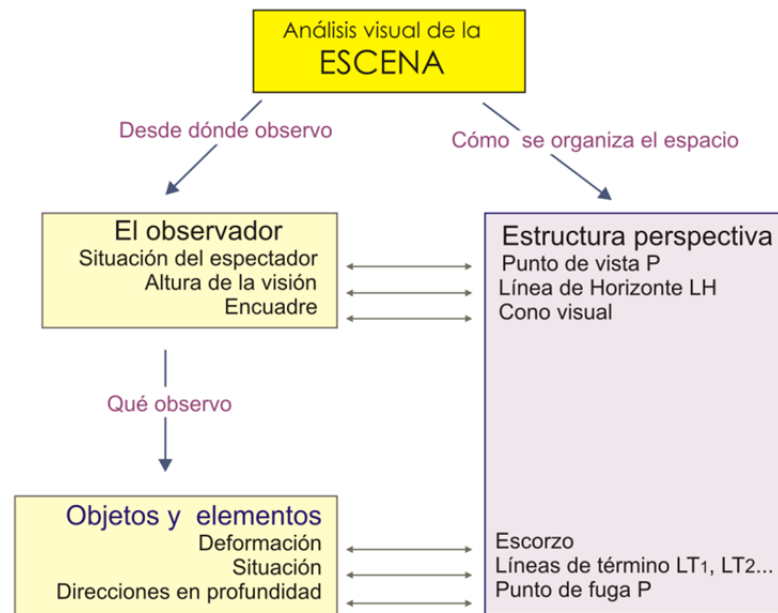 Análisis visual de la
ESCENA
Desde dónde observo
Cómo se organiza el espacio
El observador
Situación del espectador
Altura de la visión
Encuadre
Estructura perspectiva
Punto de vista P
Línea de Horizonte LH
Cono visual
Qué observo
Objetos y elementos
Deformación
Situación
Direcciones en profundidad
Escorzo
Líneas de término LT1, LT2...
Punto de fuga P